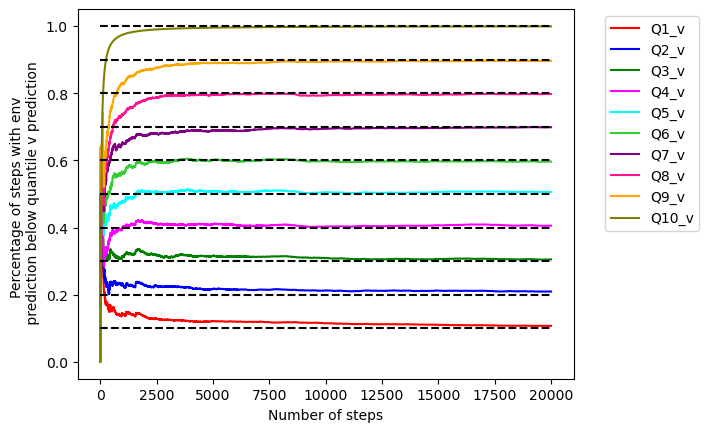 1.0
0.8
0.6
0.4
0.2
0.0
Percentage of steps with env
prediction below quantile v prediction
0
2500
5000
7500
10000
12500
15000
17500
20000
Number of steps
Q1_v
Q2_v
Q3_v
Q4_v
Q5_v
Q6_v
Q7_v
Q8_v
Q9_v
Q10_v